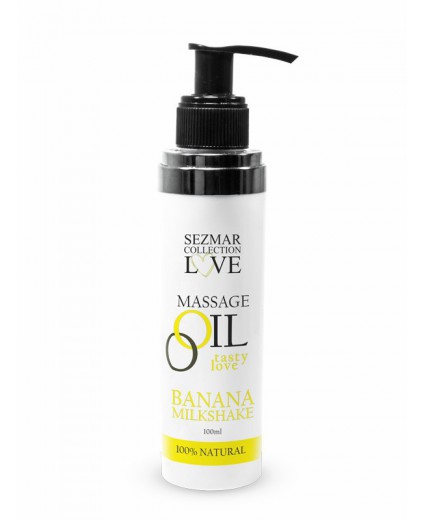 SEZMAR
COLLECTION
LOVE
MASSAGE
OIL
tasty
love
BANANA
MILKSHAKE
100ml
100% NATURAL